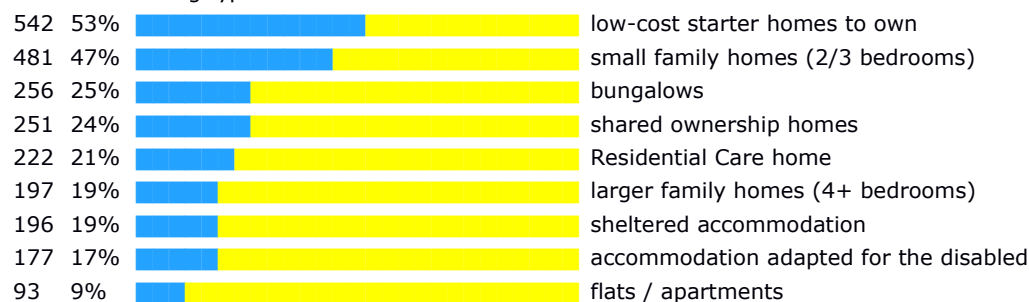 542 53% low-cost starter homes to own
481 47% small family homes (2/3 bedrooms)
256 25% bungalows
251 24% shared ownership homes
222 21% Residential Care home
197 19% larger family homes (4+ bedrooms)
196 19% sheltered accommodation
177 17% accommodation adapted for the disabled
93 9% flats / apartments